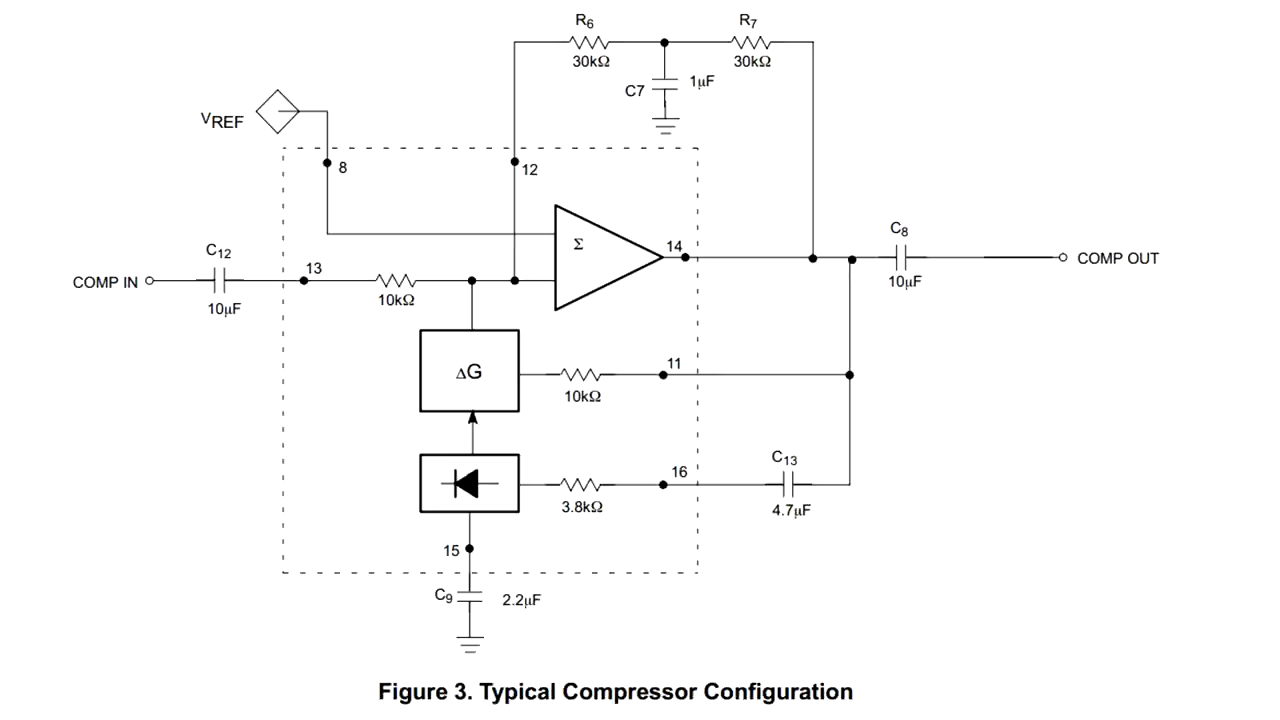 R6 R7
30kΩ 30kΩ
C7 1µF
VREF
8
12
C12
COMP IN
10µF
13
10kΩ
Σ
14
C8
10µF
COMP OUT
ΔG
10kΩ
11
3.8kΩ
16
C13
4.7µF
15
C9 2.2µF
Figure 3. Typical Compressor Configuration